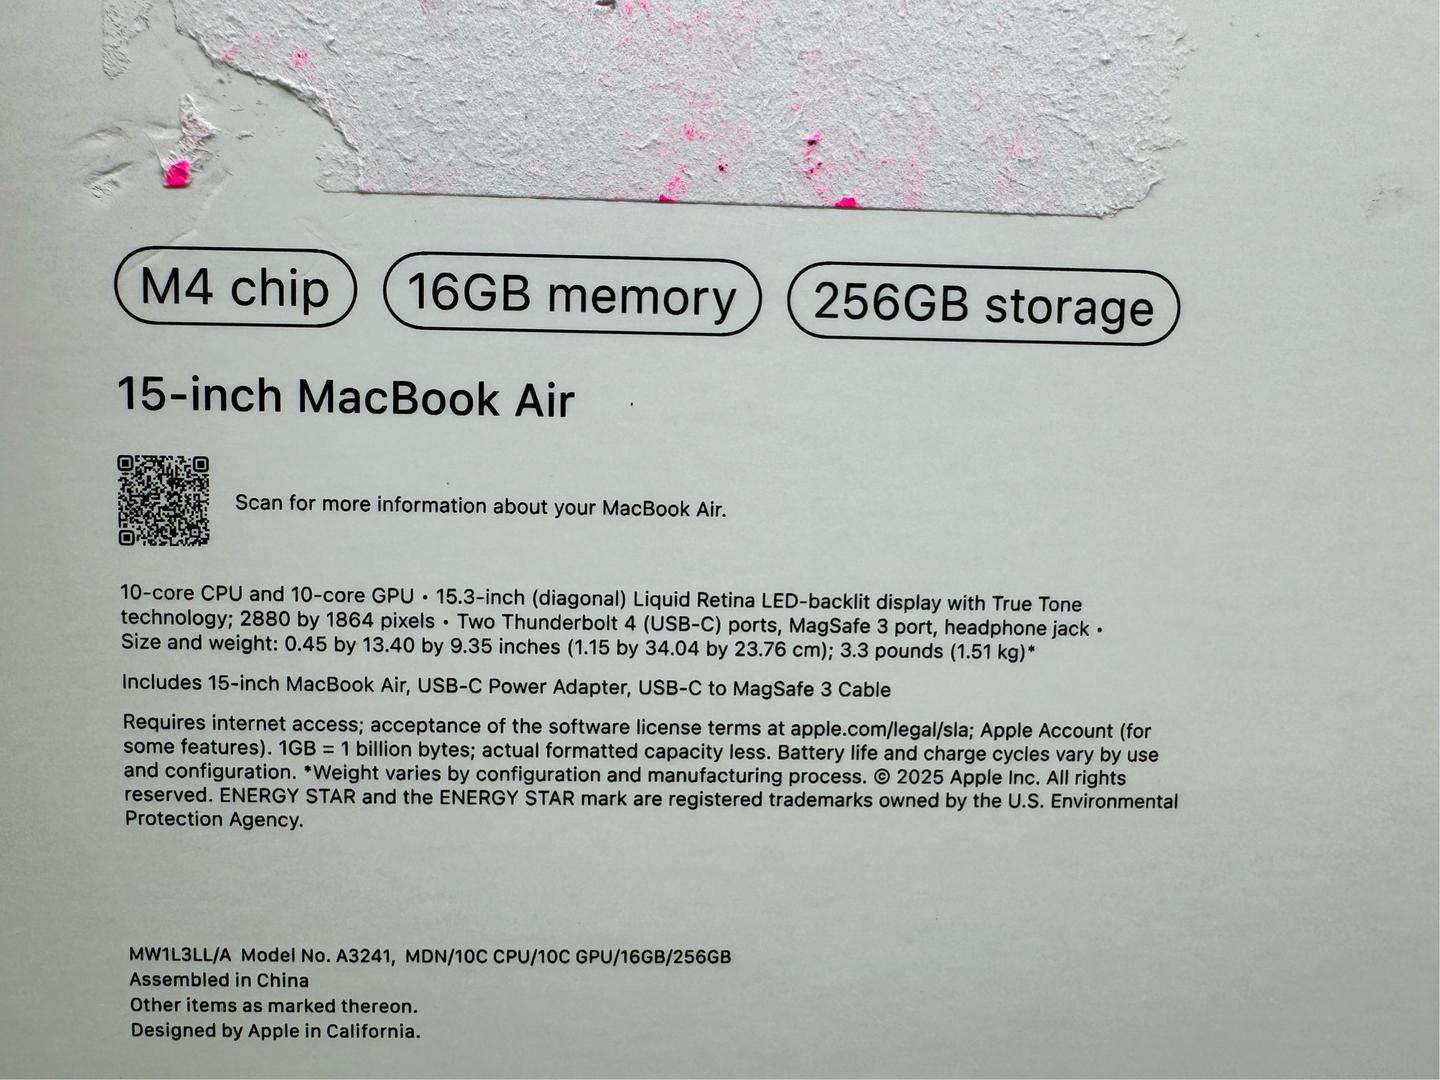 M4 chip 16GB memory 256GB storage
15-inch MacBook Air
Scan for more information about your MacBook Air.
10-core CPU and 10-core GPU • 15.3-inch (diagonal) Liquid Retina LED-backlit display with True Tone
technology; 2880 by 1864 pixels • Two Thunderbolt 4 (USB-C) ports, MagSafe 3 port, headphone jack •
Size and weight: 0.45 by 13.40 by 9.35 inches (1.15 by 34.04 by 23.76 cm); 3.3 pounds (1.51 kg)*
Includes 15-inch MacBook Air, USB-C Power Adapter, USB-C to MagSafe 3 Cable
Requires internet access; acceptance of the software license terms at apple.com/legal/sla; Apple Account (for
some features). 1GB = 1 billion bytes; actual formatted capacity less. Battery life and charge cycles vary by use
and configuration. *Weight varies by configuration and manufacturing process. © 2025 Apple Inc. All rights
reserved. ENERGY STAR and the ENERGY STAR mark are registered trademarks owned by the U.S. Environmental
Protection Agency.
MW1L3LL/A Model No. A3241, MDN/10C CPU/10C GPU/16GB/256GB
Assembled in China
Other items as marked thereon.
Designed by Apple in California.